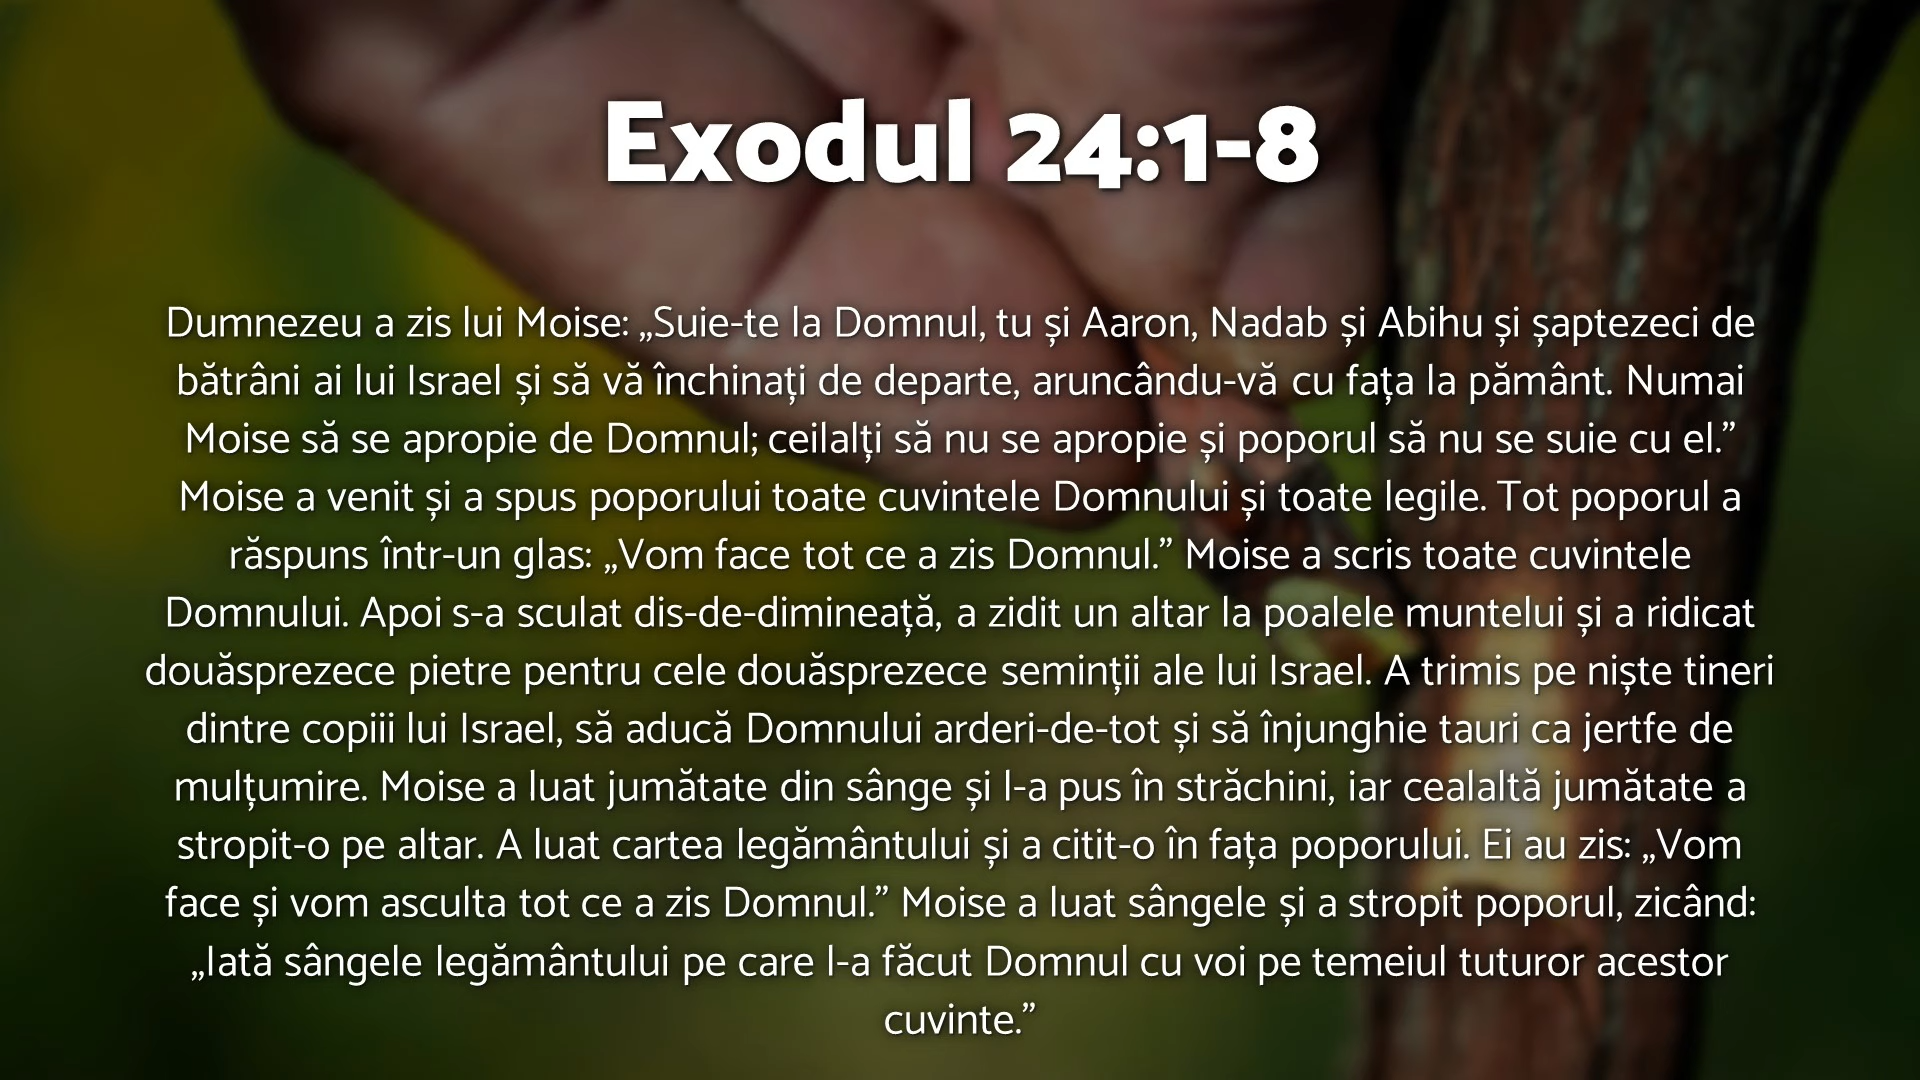 Exodul 24:1-8
Dumnezeu a zis lui Moise: „Suie-te la Domnul, tu și Aaron, Nadab și Abihu și șaptezeci de
bătrâni ai lui Israel și să vă închinați de departe, aruncându-vă cu fața la pământ. Numai
Moise să se apropie de Domnul; ceilalți să nu se apropie și poporul să nu se suie cu el.”
Moise a venit și a spus poporului toate cuvintele Domnului și toate legile. Tot poporul a
răspuns într-un glas: „Vom face tot ce a zis Domnul.” Moise a scris toate cuvintele
Domnului. Apoi s-a sculat dis-de-dimineață, a zidit un altar la poalele muntelui și a ridicat
douăsprezece pietre pentru cele douăsprezece seminții ale lui Israel. A trimis pe niște tineri
dintre copiii lui Israel, să aducă Domnului arderi-de-tot și să înjunghie tauri ca jertfe de
mulțumire. Moise a luat jumătate din sânge și l-a pus în străchini, iar cealaltă jumătate a
stropit-o pe altar. A luat cartea legământului și a citit-o în fața poporului. Ei au zis: „Vom
face și vom asculta tot ce a zis Domnul.” Moise a luat sângele și a stropit poporul, zicând:
„Iată sângele legământului pe care l-a făcut Domnul cu voi pe temeiul tuturor acestor
cuvinte.”